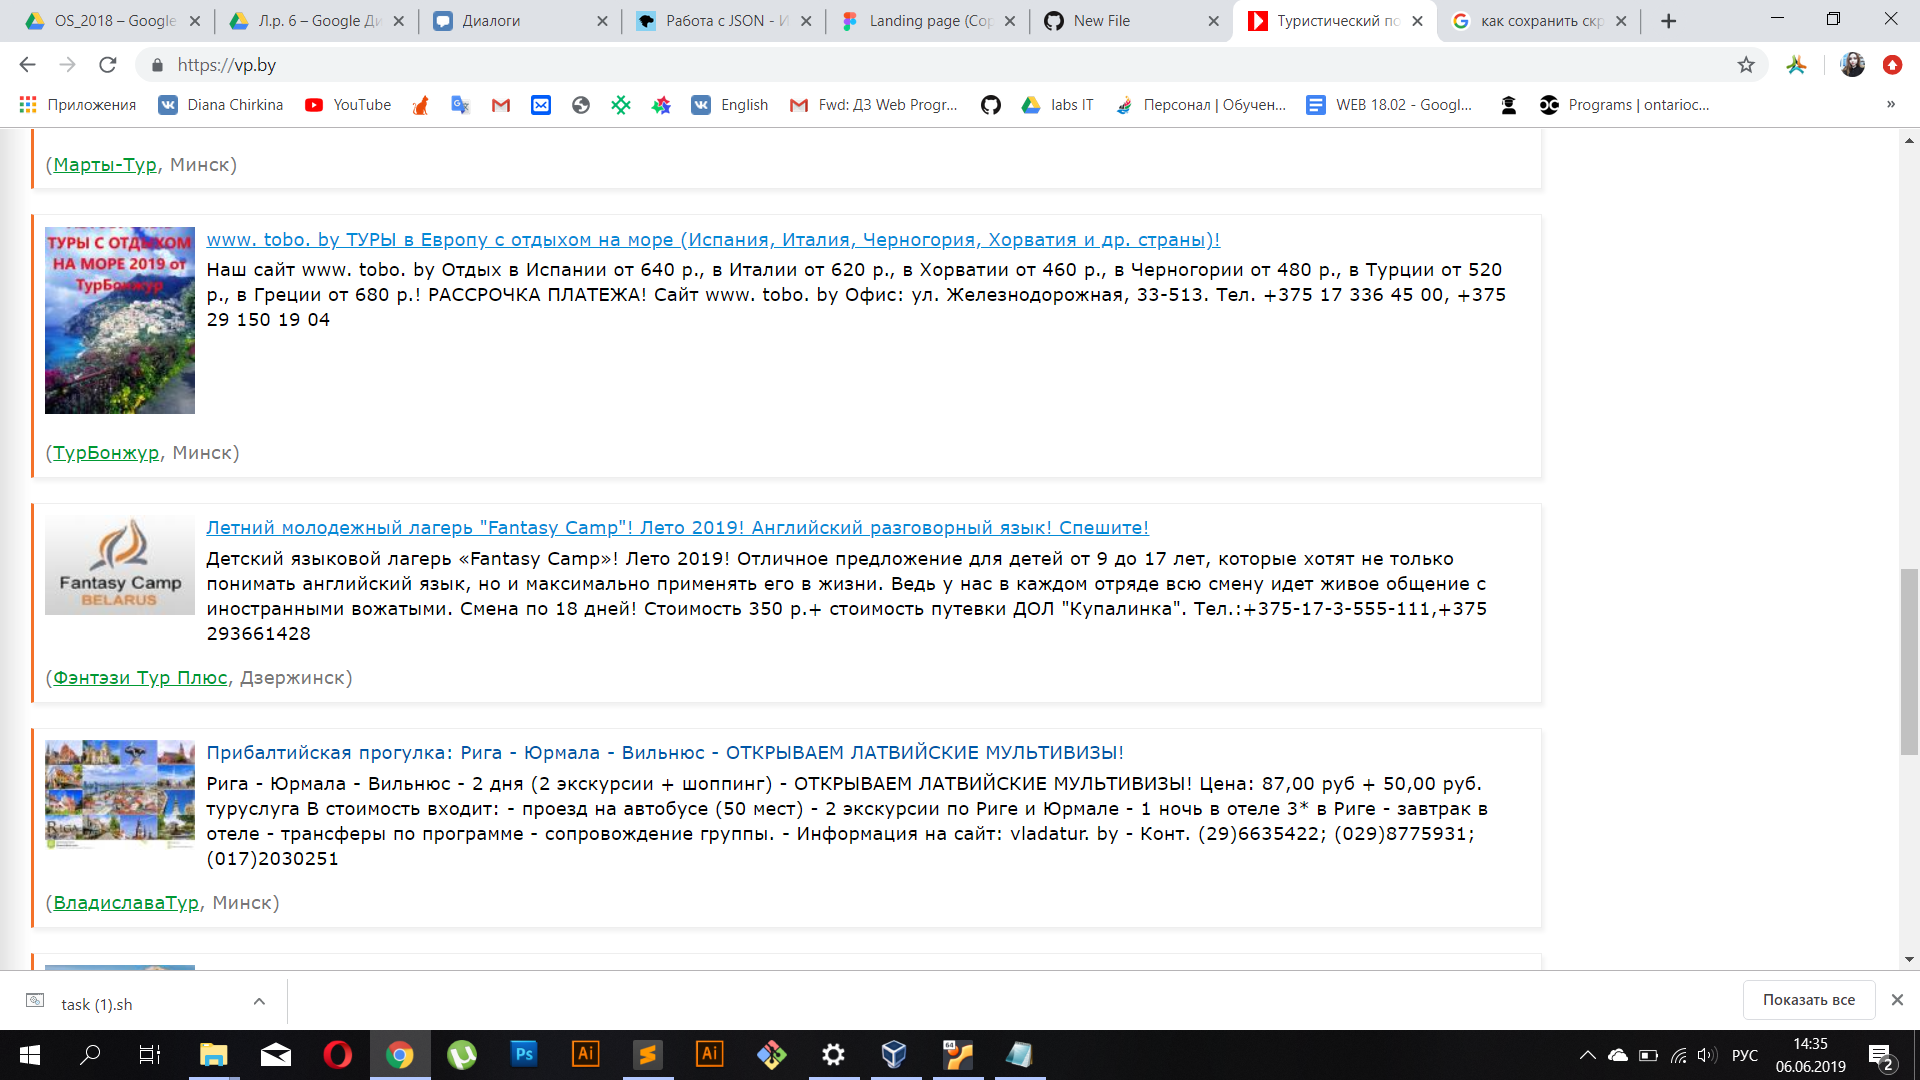 OS_2018 – Google
Л.р. 6 – Google Ди
Диалоги
Работа с JSON - И
Landing page (Cop
New File
Туристический по
как сохранить скр
https://vp.by
Приложения
Diana Chirkina
YouTube
English
Fwd: ДЗ Web Progr...
labs IT
Персонал | Обучен...
WEB 18.02 - Googl...
Programs | ontarioc...
»
(Марты-Тур, Минск)
ТУРЫ С ОТДЫХОМ
НА МОРЕ 2019 от
ТурБонжур
www. tobo. by ТУРЫ в Европу с отдыхом на море (Испания, Италия, Черногория, Хорватия и др. страны)!
Наш сайт www. tobo. by Отдых в Испании от 640 р., в Италии от 620 р., в Хорватии от 460 р., в Черногории от 480 р., в Турции от 520
р., в Греции от 680 р.! РАССРОЧКА ПЛАТЕЖА! Сайт www. tobo. by Офис: ул. Железнодорожная, 33-513. Тел. +375 17 336 45 00, +375
29 150 19 04
(ТурБонжур, Минск)
Fantasy Camp
BELARUS
Летний молодежный лагерь "Fantasy Camp"! Лето 2019! Английский разговорный язык! Спешите!
Детский языковой лагерь «Fantasy Camp»! Лето 2019! Отличное предложение для детей от 9 до 17 лет, которые хотят не только
понимать английский язык, но и максимально применять его в жизни. Ведь у нас в каждом отряде всю смену идет живое общение с
иностранными вожатыми. Смена по 18 дней! Стоимость 350 р.+ стоимость путевки ДОЛ "Купалинка". Тел.:+375-17-3-555-111,+375
293661428
(Фэнтэзи Тур Плюс, Дзержинск)
Прибалтийская прогулка: Рига - Юрмала - Вильнюс - ОТКРЫВАЕМ ЛАТВИЙСКИЕ МУЛЬТИВИЗЫ!
Рига - Юрмала - Вильнюс - 2 дня (2 экскурсии + шоппинг) - ОТКРЫВАЕМ ЛАТВИЙСКИЕ МУЛЬТИВИЗЫ! Цена: 87,00 руб + 50,00 руб.
туруслуга В стоимость входит: - проезд на автобусе (50 мест) - 2 экскурсии по Риге и Юрмале - 1 ночь в отеле 3* в Риге - завтрак в
отеле - трансферы по программе - сопровождение группы. - Информация на сайт: vladatur. by - Конт. (29)6635422; (029)8775931;
(017)2030251
(ВладиславаТур, Минск)
task (1).sh
Показать все
Ps
Ai
Ai
64
РУС
14:35
06.06.2019
2